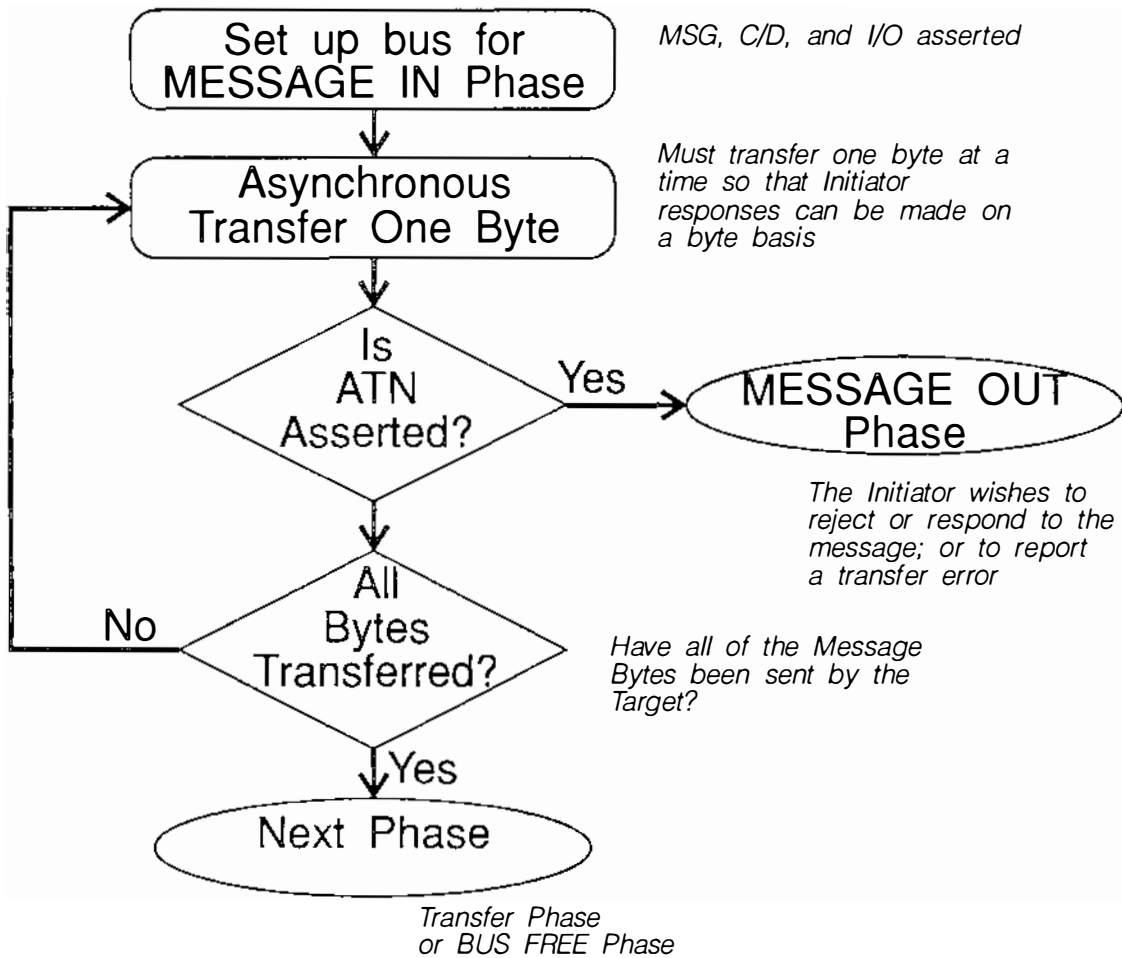 Set up bus for
MESSAGE IN Phase
MSG, C/D, and I/O asserted
Asynchronous
Transfer One Byte
Must transfer one byte at a
time so that Initiator
responses can be made on
a byte basis
Is
ATN
Asserted?
Yes
MESSAGE OUT
Phase
The Initiator wishes to
reject or respond to the
message; or to report
a transfer error
All
Bytes
Transferred?
No
Have all of the Message
Bytes been sent by the
Target?
Yes
Next Phase
Transfer Phase
or BUS FREE Phase